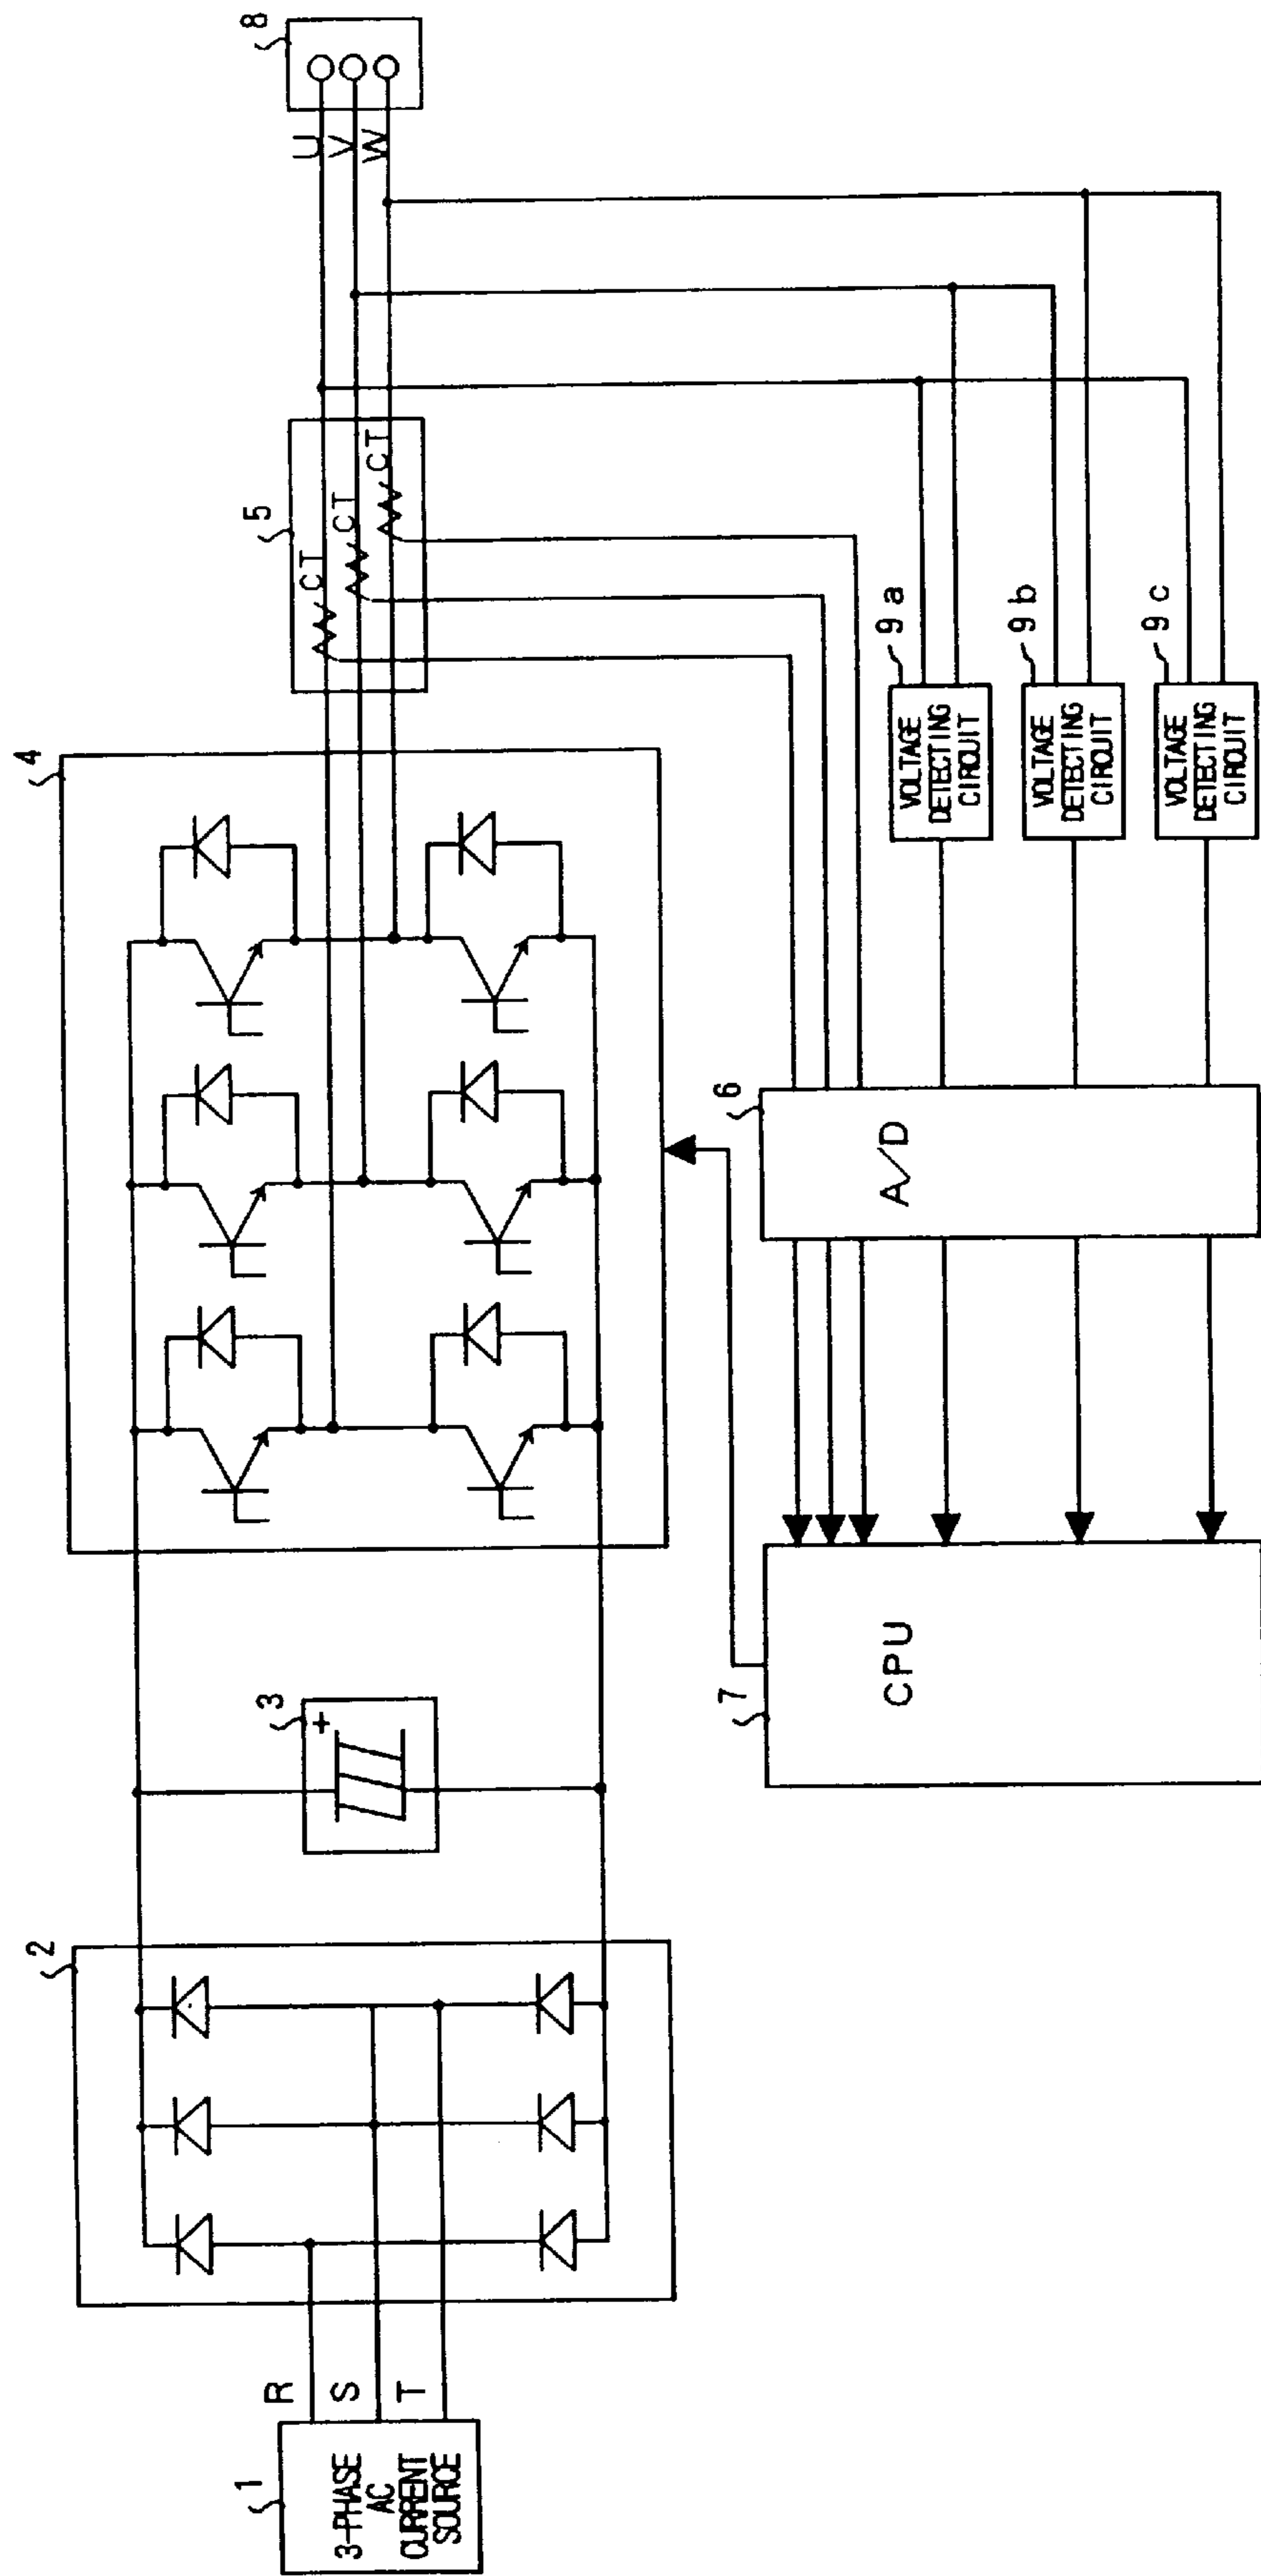 1
3-PHASE
AC
CURRENT
SOURCE
R
S
T
2
3
+
4
5
CT
CT
CT
U
V
W
8
7
CPU
6
A/D
9a
VOLTAGE
DETECTING
CIRCUIT
9b
VOLTAGE
DETECTING
CIRCUIT
9c
VOLTAGE
DETECTING
CIRCUIT